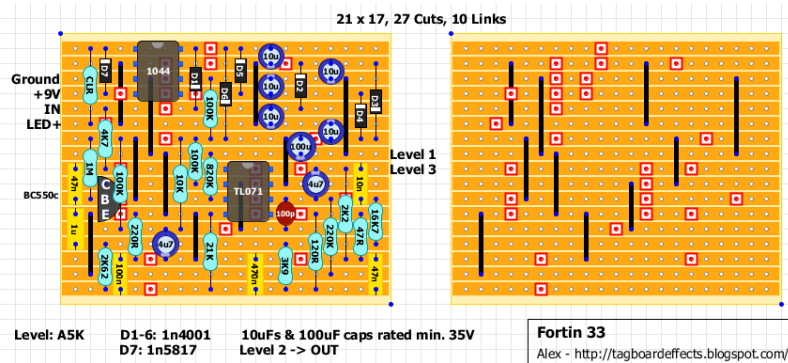 21 x 17, 27 Cuts, 10 Links
Ground
+9V
IN
LED+
BC550c
CLR
D7
1044
D1
D6
D5
100K
10u
10u
10u
10u
D2
10u
D4
D3
4K7
1M
47n
1u
100K
C
B
E
100K
820K
10K
TL071
100u
4u7
10n
100p
2K2
10K7
47R
220K
120R
3K9
470n
47n
21K
4u7
220R
2K62
100n
Level 1
Level 3
Level: A5K
D1-6: 1n4001
10uFs & 100uF caps rated min. 35V
D7: 1n5817
Level 2 -> OUT
Fortin 33
Alex - http://tagboardeffects.blogspot.com/